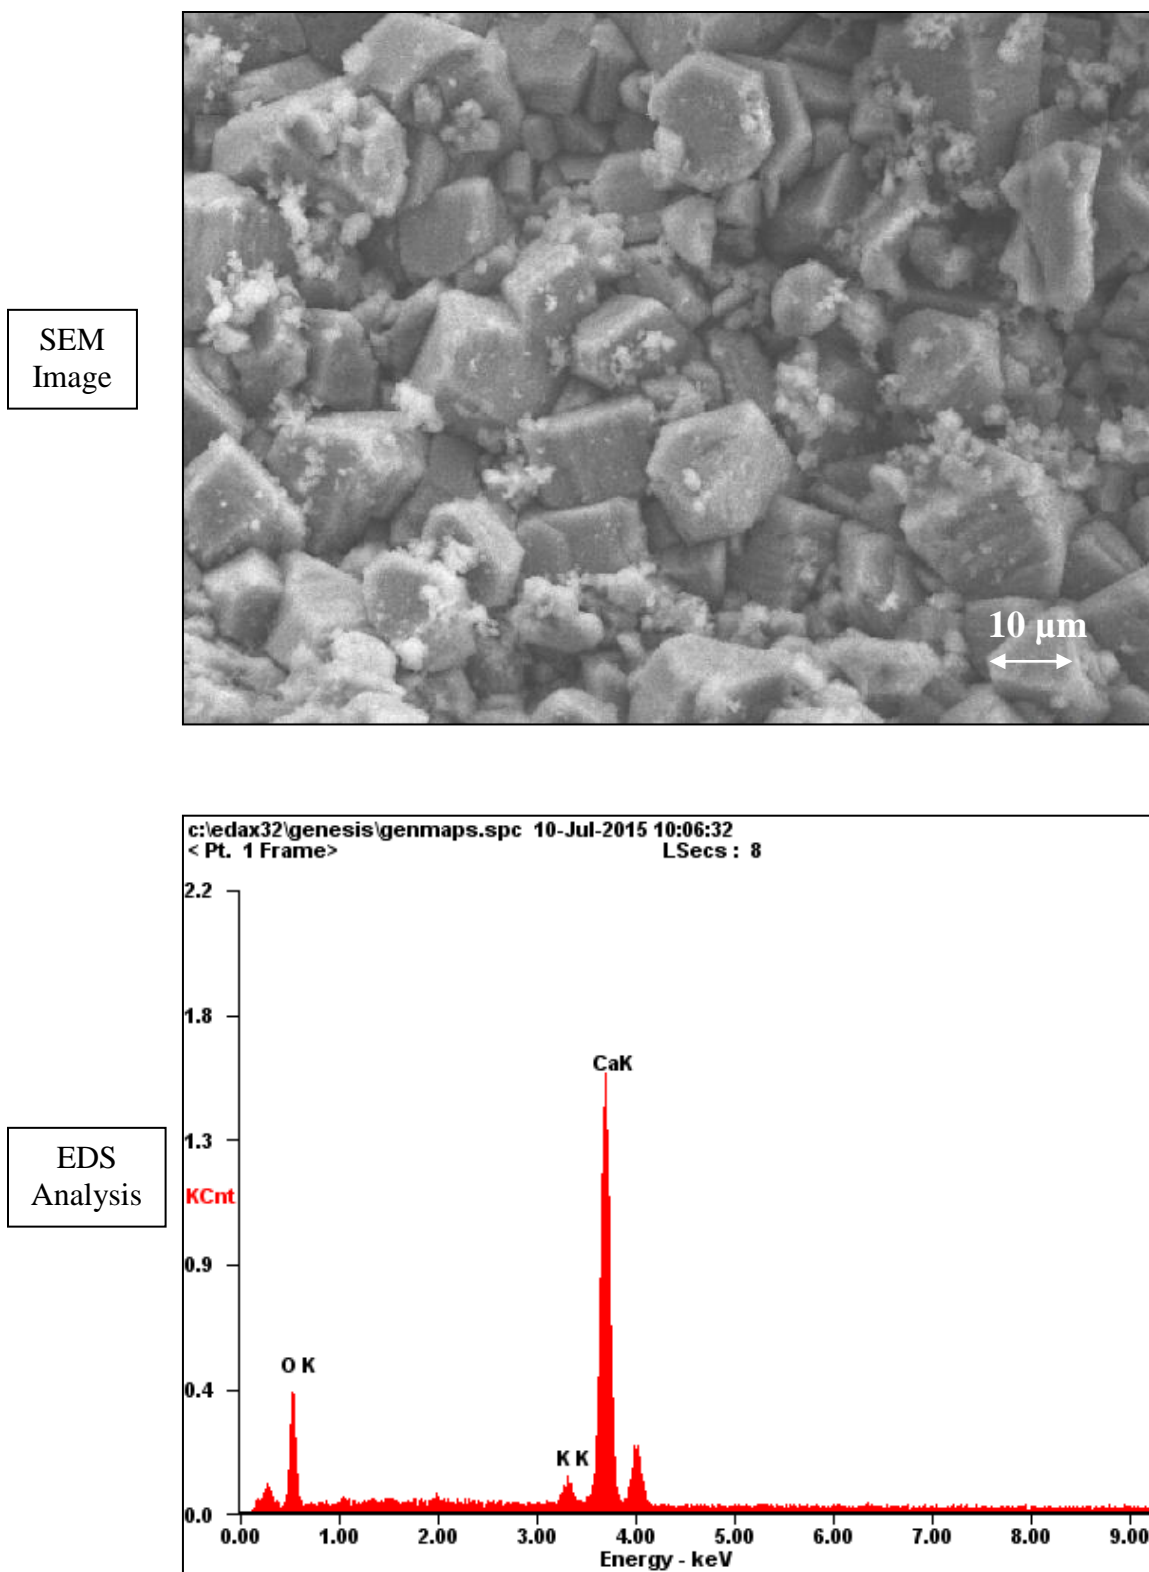 SEM
Image
10 µm
c:\edax32\genesis\genmaps.spc 10-Jul-2015 10:06:32
< Pt. 1 Frame> LSecs : 8
2.2
1.8
CaK
1.3
EDS
Analysis
KCnt
0.9
O K
0.4
K K
0.0
0.00 1.00 2.00 3.00 4.00 5.00 6.00 7.00 8.00 9.00
Energy - keV